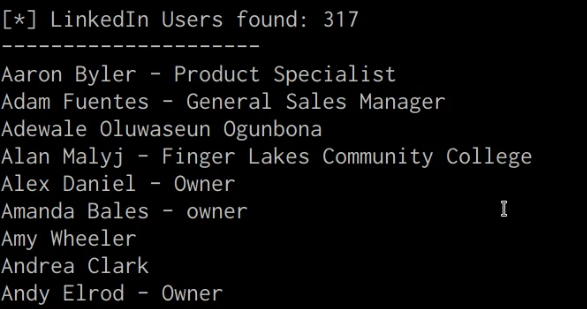 [*] LinkedIn Users found: 317
---------------------
Aaron Byler - Product Specialist
Adam Fuentes - General Sales Manager
Adewale Oluwaseun Ogunbona
Alan Malyj - Finger Lakes Community College
Alex Daniel - Owner
Amanda Bales - owner
Amy Wheeler
Andrea Clark
Andy Elrod - Owner